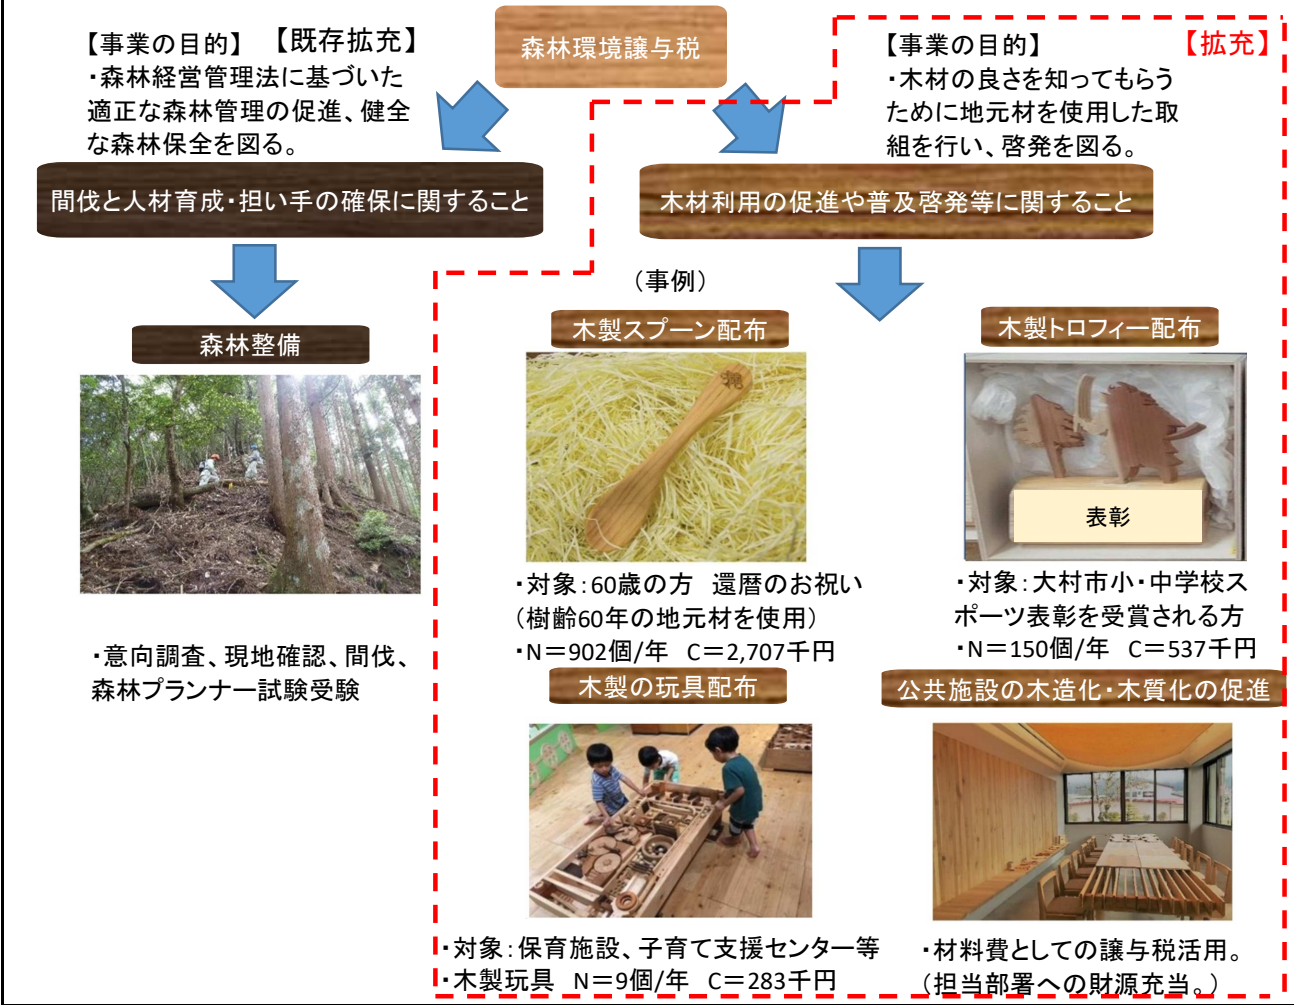 森林環境譲与税
【事業の目的】 【既存拡充】
・森林経営管理法に基づいた
適正な森林管理の促進、健全
な森林保全を図る。
間伐と人材育成・担い手の確保に関すること
森林整備
・意向調査、現地確認、間伐、
森林プランナー試験受験
【事業の目的】 【拡充】
・木材の良さを知ってもらう
ために地元材を使用した取
組を行い、啓発を図る。
木材利用の促進や普及啓発等に関すること
（事例）
木製スプーン配布
・対象：60歳の方 還暦のお祝い
（樹齢60年の地元材を使用）
・N＝902個/年 C＝2,707千円
木製トロフィー配布
表彰
・対象：大村市小・中学校ス
ポーツ表彰を受賞される方
・N＝150個/年 C＝537千円
木製の玩具配布
・対象：保育施設、子育て支援センター等
・木製玩具 N＝9個/年 C＝283千円
公共施設の木造化・木質化の促進
・材料費としての譲与税活用。
（担当部署への財源充当。）